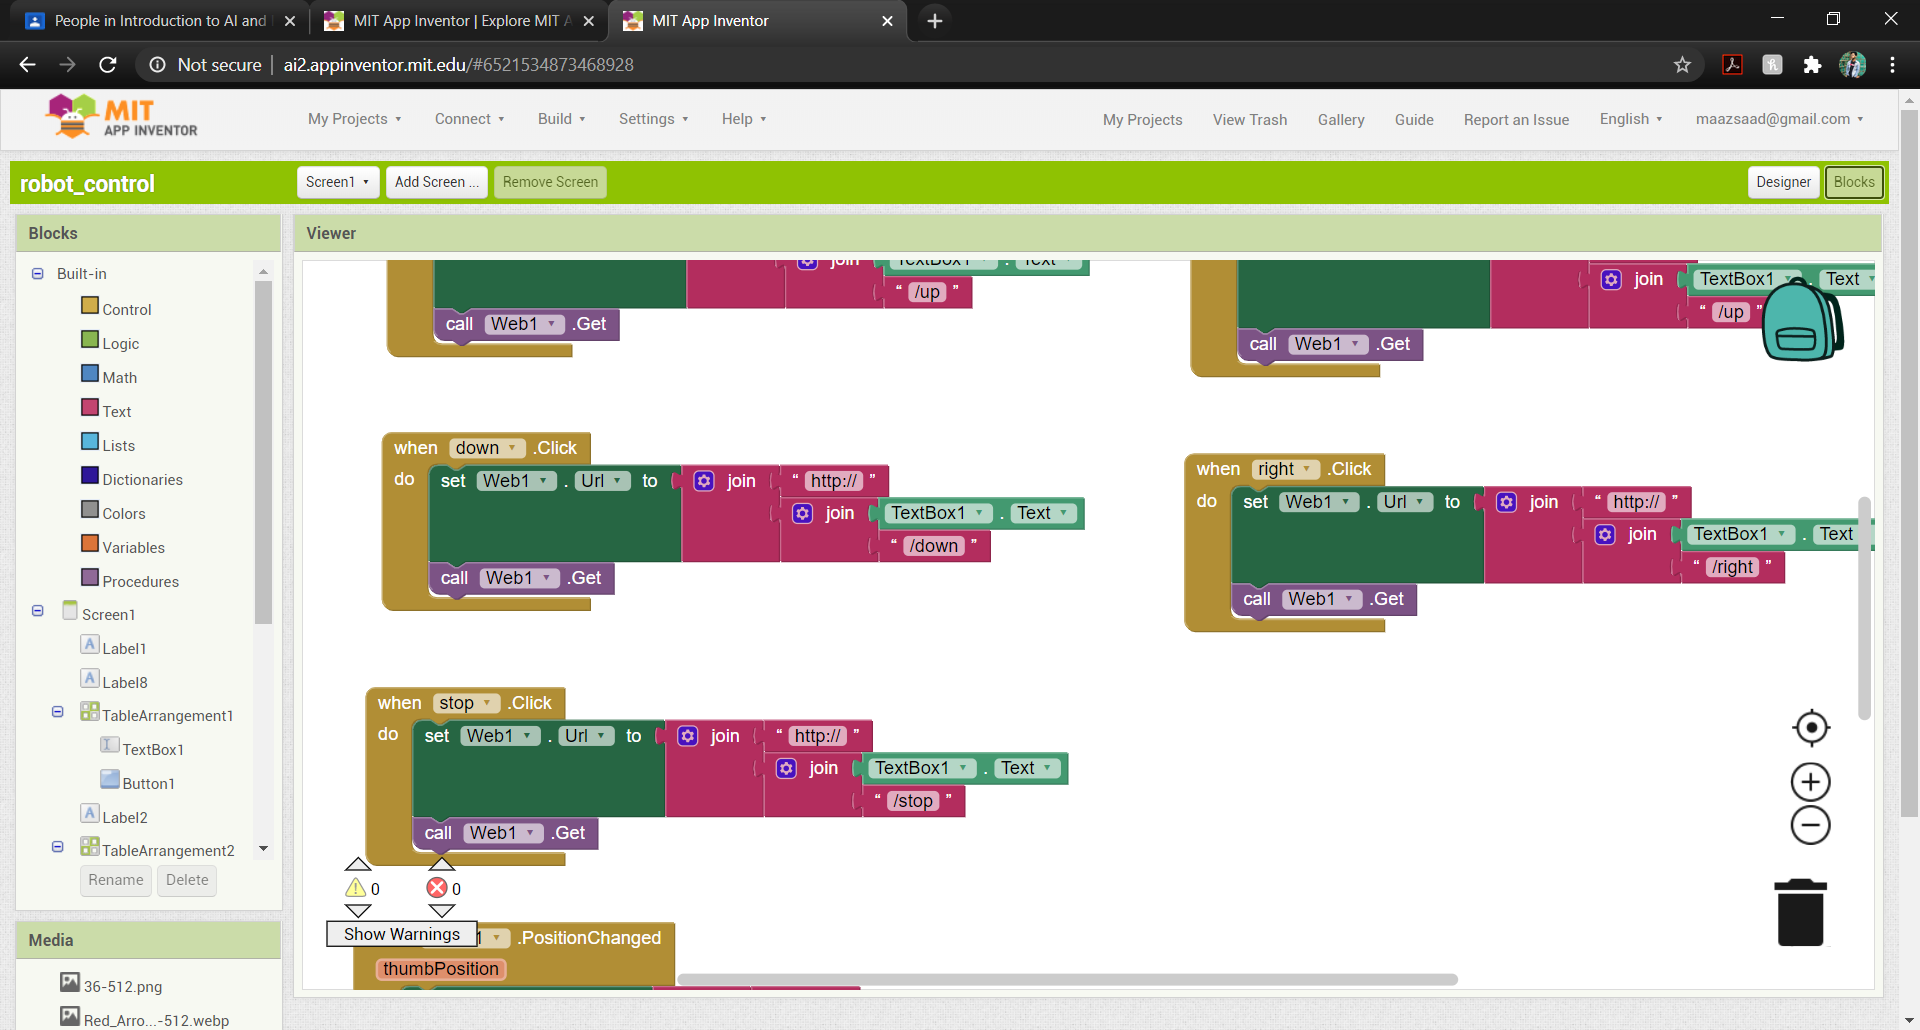 People in Introduction to AI and
MIT App Inventor | Explore MIT A
MIT App Inventor
Not secure | ai2.appinventor.mit.edu/#6521534873468928
MIT
APP INVENTOR
My Projects
Connect
Build
Settings
Help
My Projects
View Trash
Gallery
Guide
Report an Issue
English
maazsaad@gmail.com
robot_control
Screen1
Add Screen ...
Remove Screen
Designer
Blocks
Blocks
Built-in
Control
Logic
Math
Text
Lists
Dictionaries
Colors
Variables
Procedures
Screen1
Label1
Label8
TableArrangement1
TextBox1
Button1
Label2
TableArrangement2
Rename
Delete
Media
36-512.png
Red_Arro...-512.webp
Viewer
join TextBox1 . Text
“ /up ”
call Web1 .Get
join TextBox1 . Text
“ /up ”
call Web1 .Get
when down .Click
do set Web1 . Url to join “ http:// ”
join TextBox1 . Text
“ /down ”
call Web1 .Get
when right .Click
do set Web1 . Url to join “ http:// ”
join TextBox1 . Text
“ /right ”
call Web1 .Get
when stop .Click
do set Web1 . Url to join “ http:// ”
join TextBox1 . Text
“ /stop ”
call Web1 .Get
0
0
Show Warnings
1 .PositionChanged
thumbPosition